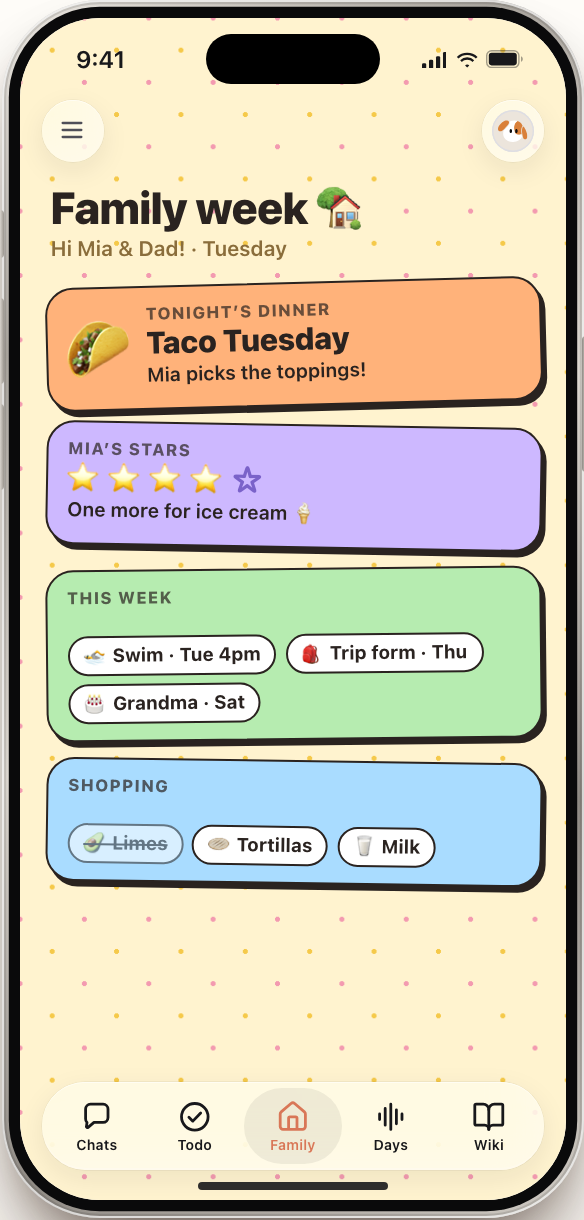 9:41
Family week
Hi Mia & Dad! · Tuesday
TONIGHT’S DINNER
Taco Tuesday
Mia picks the toppings!
MIA’S STARS
One more for ice cream
THIS WEEK
Swim · Tue 4pm
Trip form · Thu
Grandma · Sat
SHOPPING
Limes
Tortillas
Milk
Chats
Todo
Family
Days
Wiki